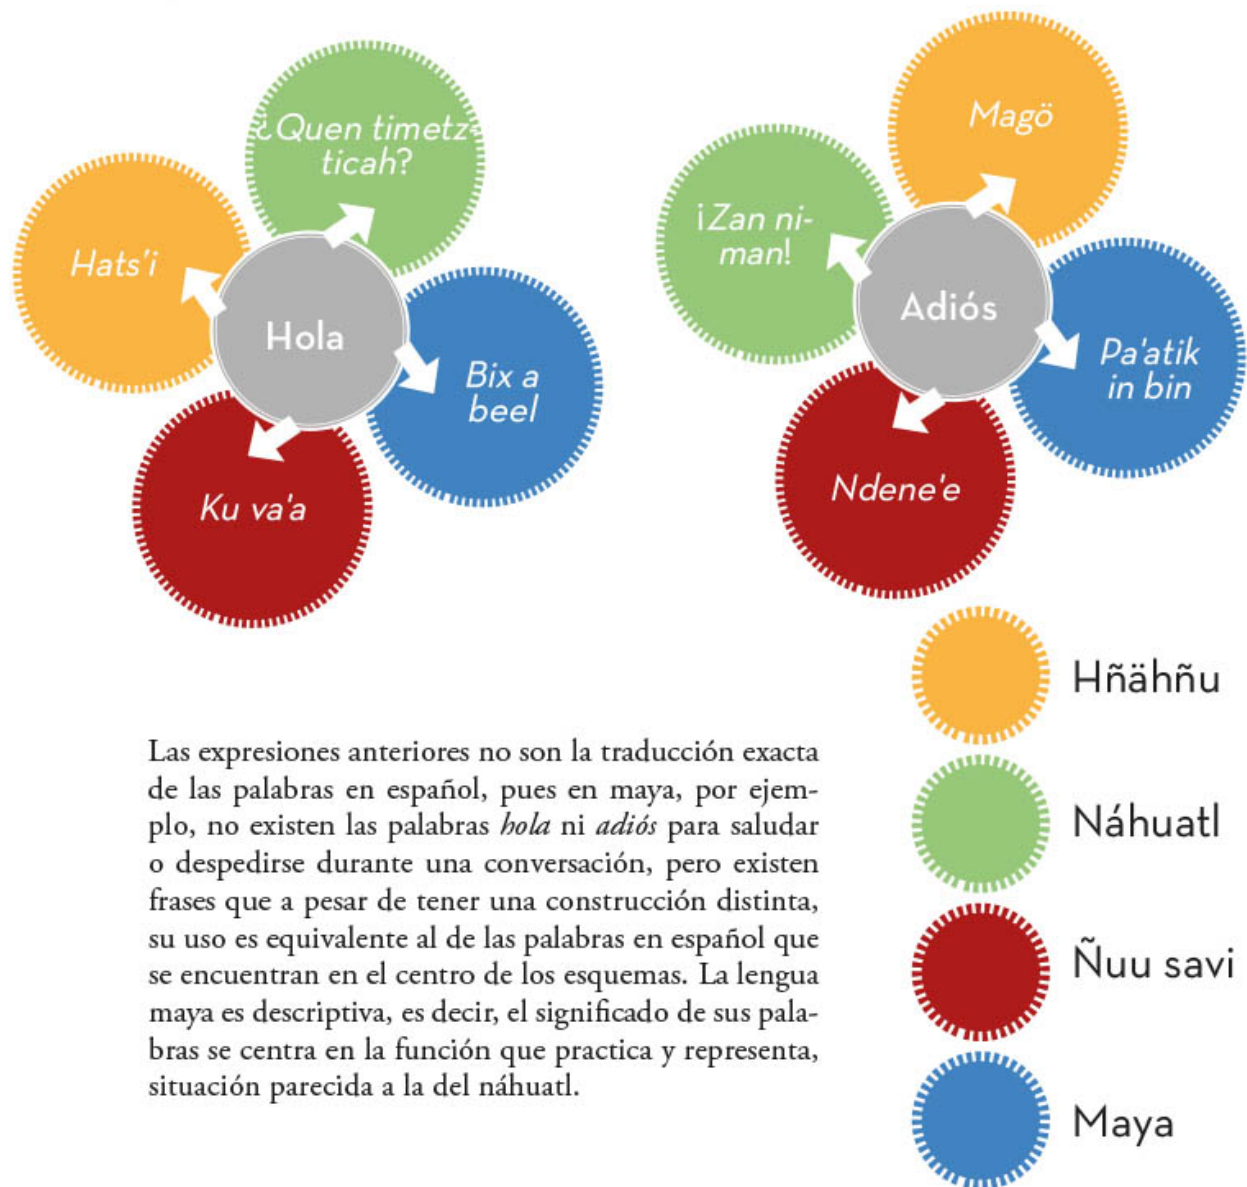 ¿Quen timetz-
ticah?
Hats'i
Hola
Bix a
beel
Ku va'a
Magö
¡Zan ni-
man!
Adiós
Pa'atik
in bin
Ndene'e
Las expresiones anteriores no son la traducción exacta
de las palabras en español, pues en maya, por ejem-
plo, no existen las palabras hola ni adiós para saludar
o despedirse durante una conversación, pero existen
frases que a pesar de tener una construcción distinta,
su uso es equivalente al de las palabras en español que
se encuentran en el centro de los esquemas. La lengua
maya es descriptiva, es decir, el significado de sus pala-
bras se centra en la función que practica y representa,
situación parecida a la del náhuatl.
Hñähñu
Náhuatl
Ñuu savi
Maya